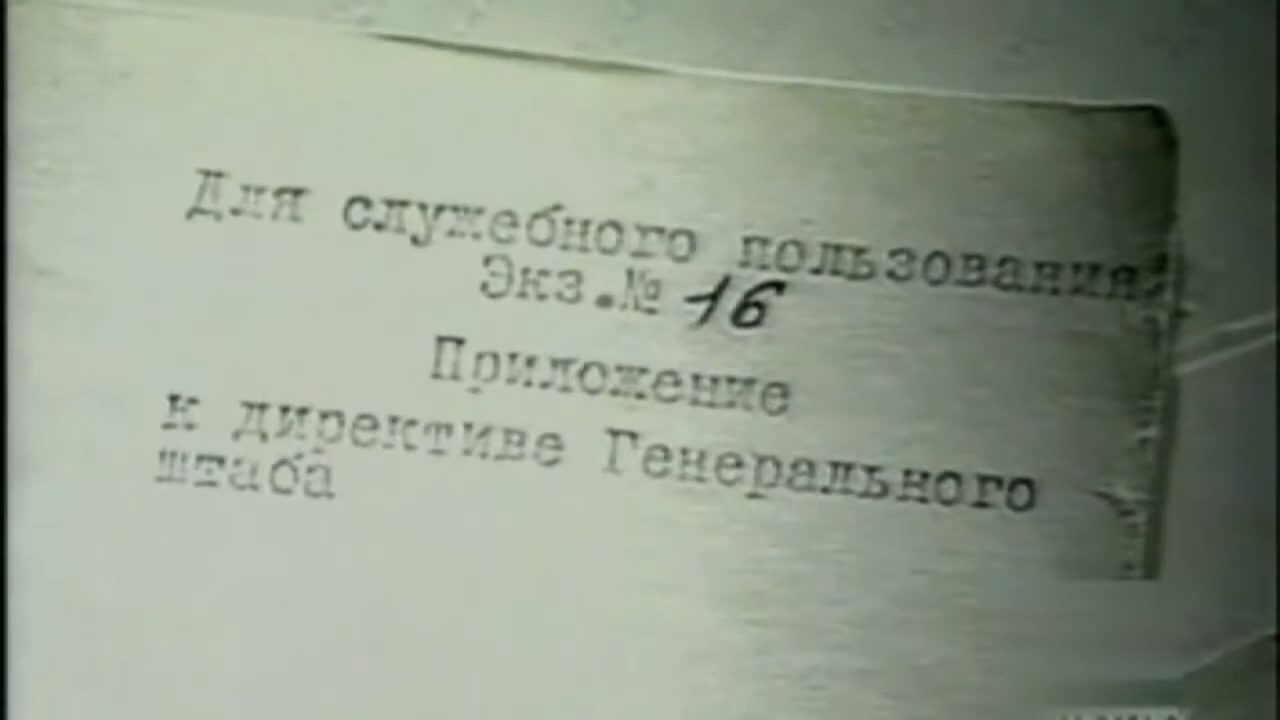 Для служебного пользования
Экз.№ 16
Приложение
к директиве Генерального
штаба